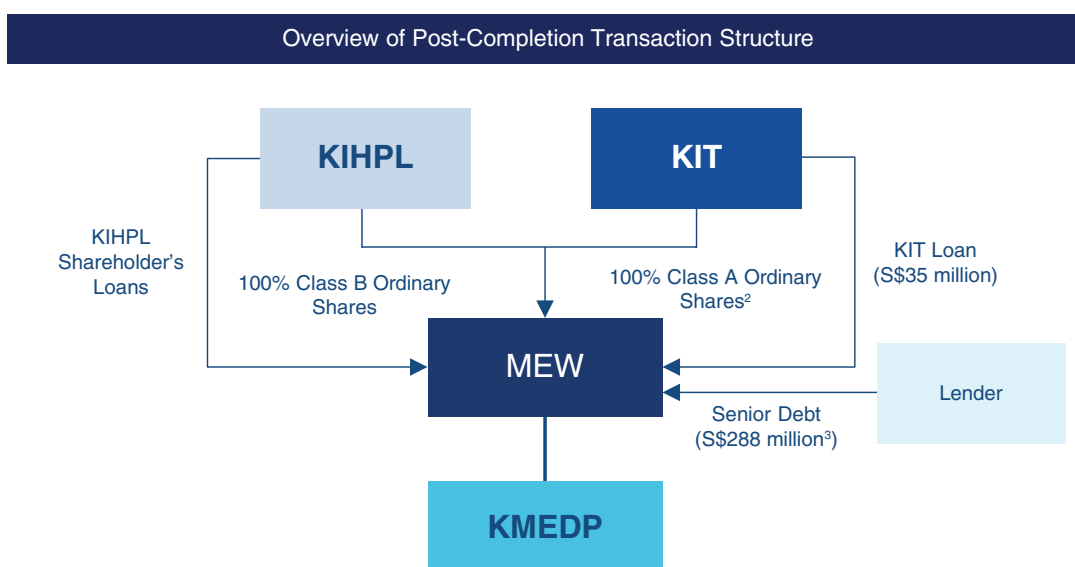 Overview of Post-Completion Transaction Structure
KIHPL
KIT
KIHPL
Shareholder's
Loans
100% Class B Ordinary
Shares
100% Class A Ordinary
Shares²
KIT Loan
(S$35 million)
MEW
Lender
Senior Debt
(S$288 million³)
KMEDP